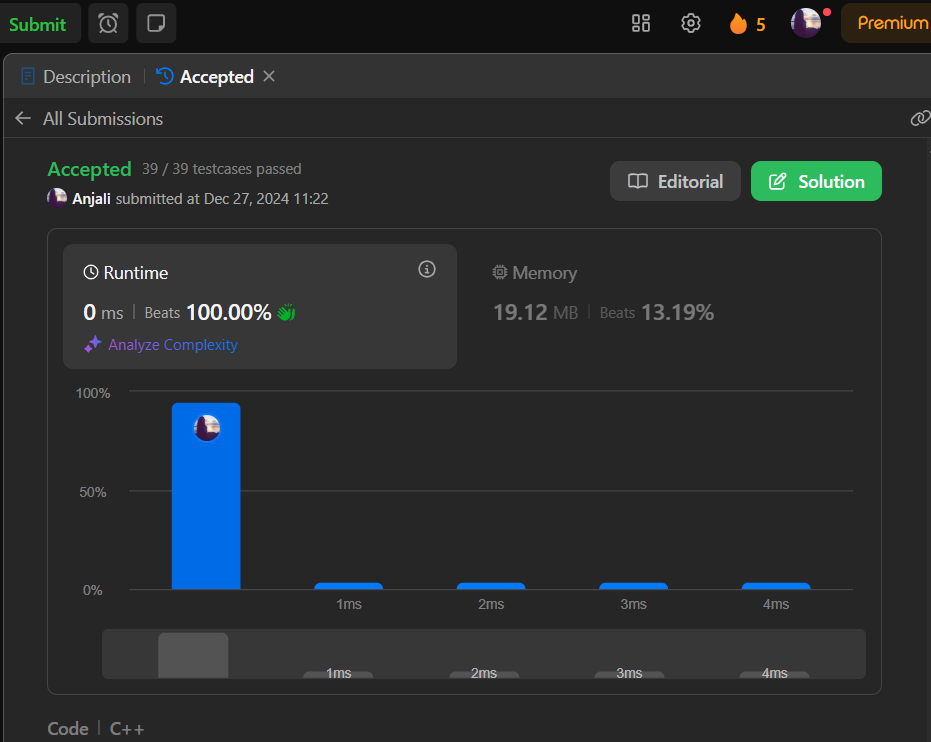 Submit 5 Premium
Description Accepted
All Submissions
Accepted 39 / 39 testcases passed
Anjali submitted at Dec 27, 2024 11:22
Editorial Solution
Runtime Memory
0 ms | Beats 100.00% 19.12 MB | Beats 13.19%
Analyze Complexity
100%
50%
0%
1ms 2ms 3ms 4ms
1ms 2ms 3ms 4ms
Code | C++